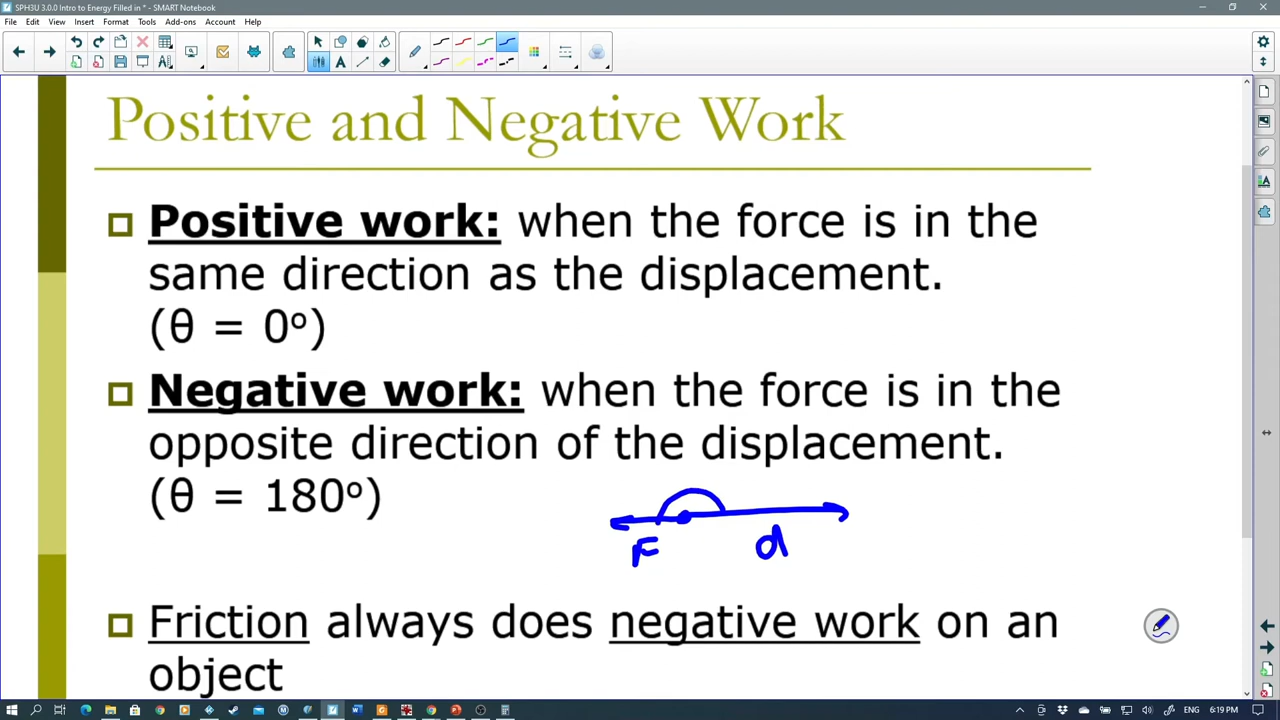 SPH3U 3.0.0 Intro to Energy Filled in * - SMART Notebook
File Edit View Insert Format Tools Add-ons Account Help
Positive and Negative Work
Positive work: when the force is in the
same direction as the displacement.
(θ = 0º)
Negative work: when the force is in the
opposite direction of the displacement.
(θ = 180º)
F d
Friction always does negative work on an
object
ENG 6:19 PM